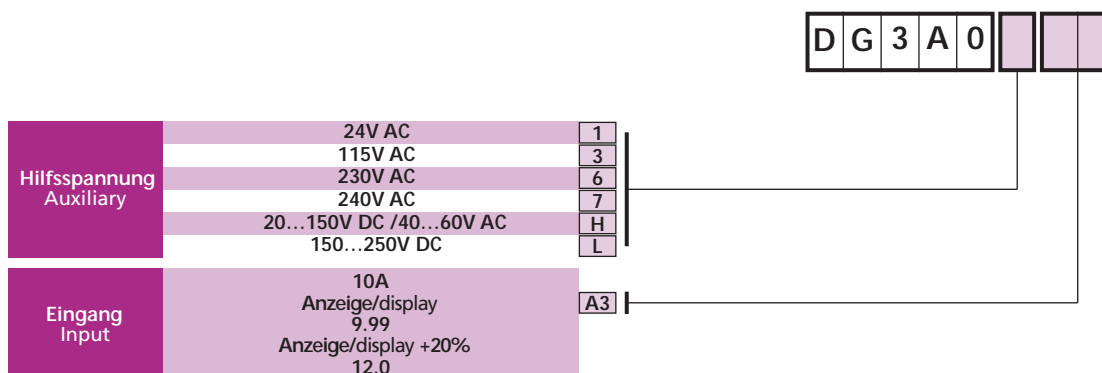 D G 3 A 0
Hilfsspannung
Auxiliary
24V AC 1
115V AC 3
230V AC 6
240V AC 7
20...150V DC /40...60V AC H
150...250V DC L
Eingang
Input
10A
Anzeige/display
9.99
Anzeige/display +20%
12.0
A3